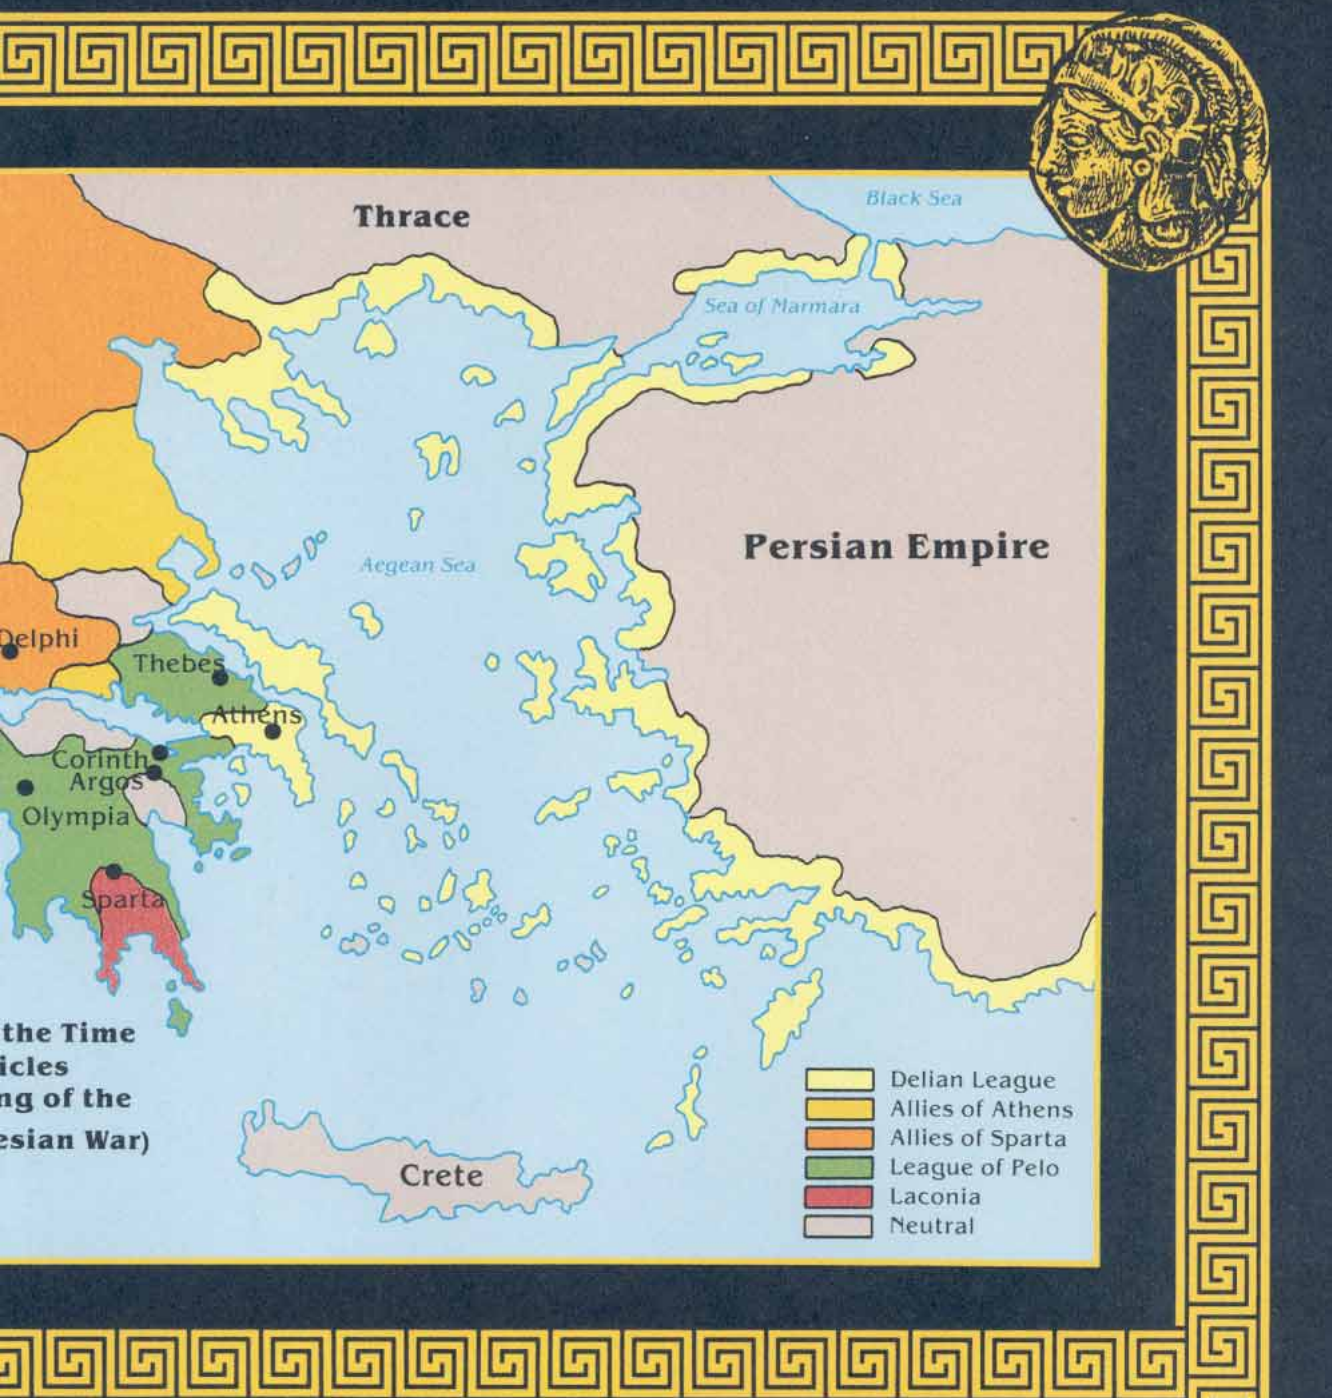 Black Sea
Thrace
Sea of Marmara
Persian Empire
Aegean Sea
Delphi
Thebes
Athens
Corinth
Argos
Olympia
Sparta
the Time
icles
ng of the
esian War)
Crete
Delian League
Allies of Athens
Allies of Sparta
League of Pelo
Laconia
Neutral